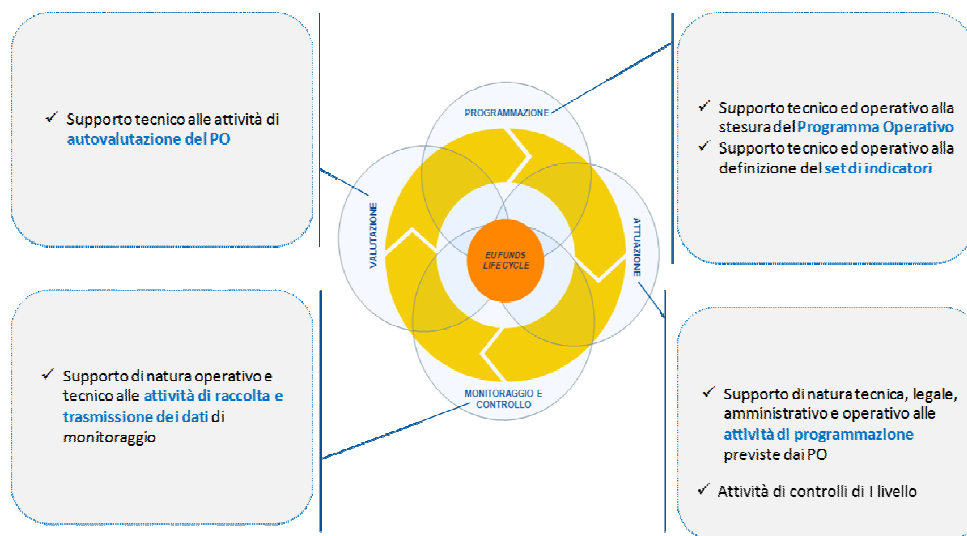 ✓ Supporto tecnico alle attività di
autovalutazione del PO
PROGRAMMAZIONE
VALUTAZIONE
ATTUAZIONE
EU FUNDS
LIFE CYCLE
MONITORAGGIO E
CONTROLLO
✓ Supporto tecnico ed operativo alla
stesura del Programma Operativo
✓ Supporto tecnico ed operativo alla
definizione del set di indicatori
✓ Supporto di natura operativo e
tecnico alle attività di raccolta e
trasmissione dei dati di
monitoraggio
✓ Supporto di natura tecnica, legale,
amministrativo e operativo alle
attività di programmazione
previste dai PO
✓ Attività di controlli di I livello